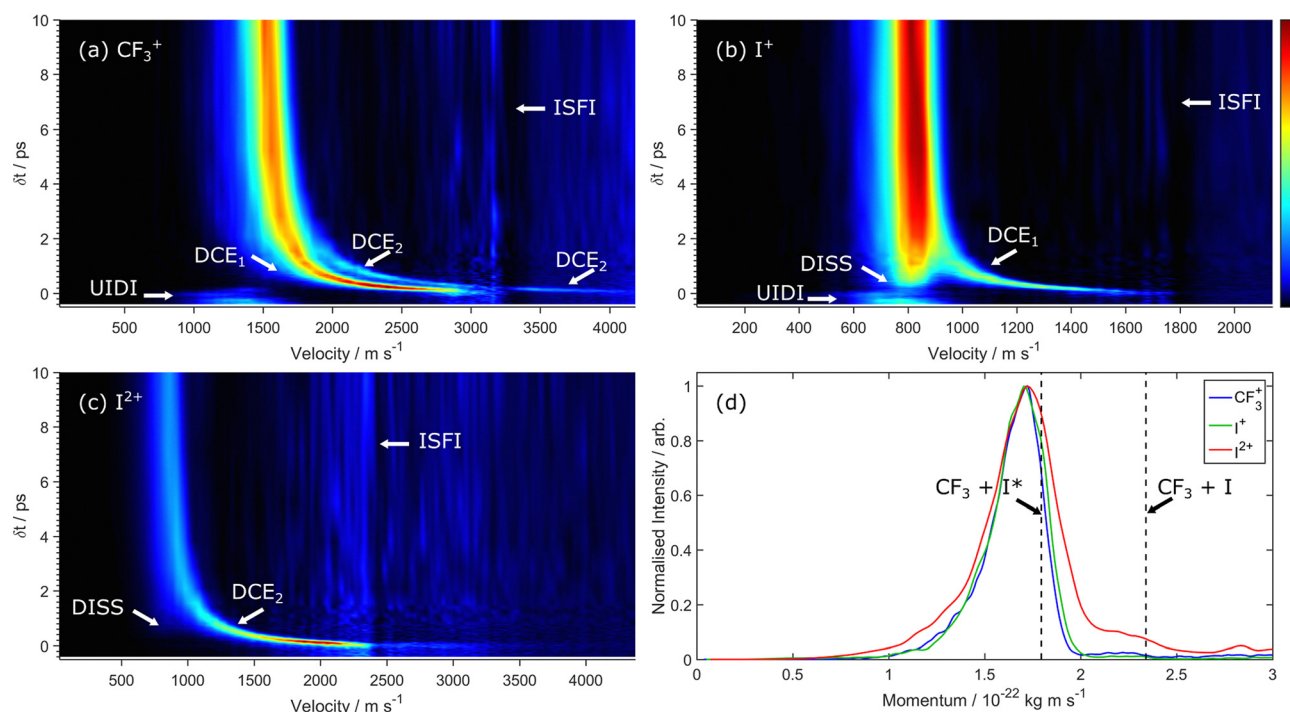 (a) CF₃⁺
10
8
6
4
2
0
δt / ps
ISFI
DCE₂
DCE₁
DCE₂
UIDI
500 1000 1500 2000 2500 3000 3500 4000
Velocity / m s⁻¹
(b) I⁺
10
8
6
4
2
0
δt / ps
ISFI
DCE₁
DISS
UIDI
200 400 600 800 1000 1200 1400 1600 1800 2000
Velocity / m s⁻¹
(c) I²⁺
10
8
6
4
2
0
δt / ps
ISFI
DCE₂
DISS
500 1000 1500 2000 2500 3000 3500 4000
Velocity / m s⁻¹
(d)
1
0.8
0.6
0.4
0.2
0
Normalised Intensity / arb.
CF₃⁺
I⁺
I²⁺
CF₃ + I*
CF₃ + I
0 0.5 1 1.5 2 2.5 3
Momentum / 10⁻²² kg m s⁻¹